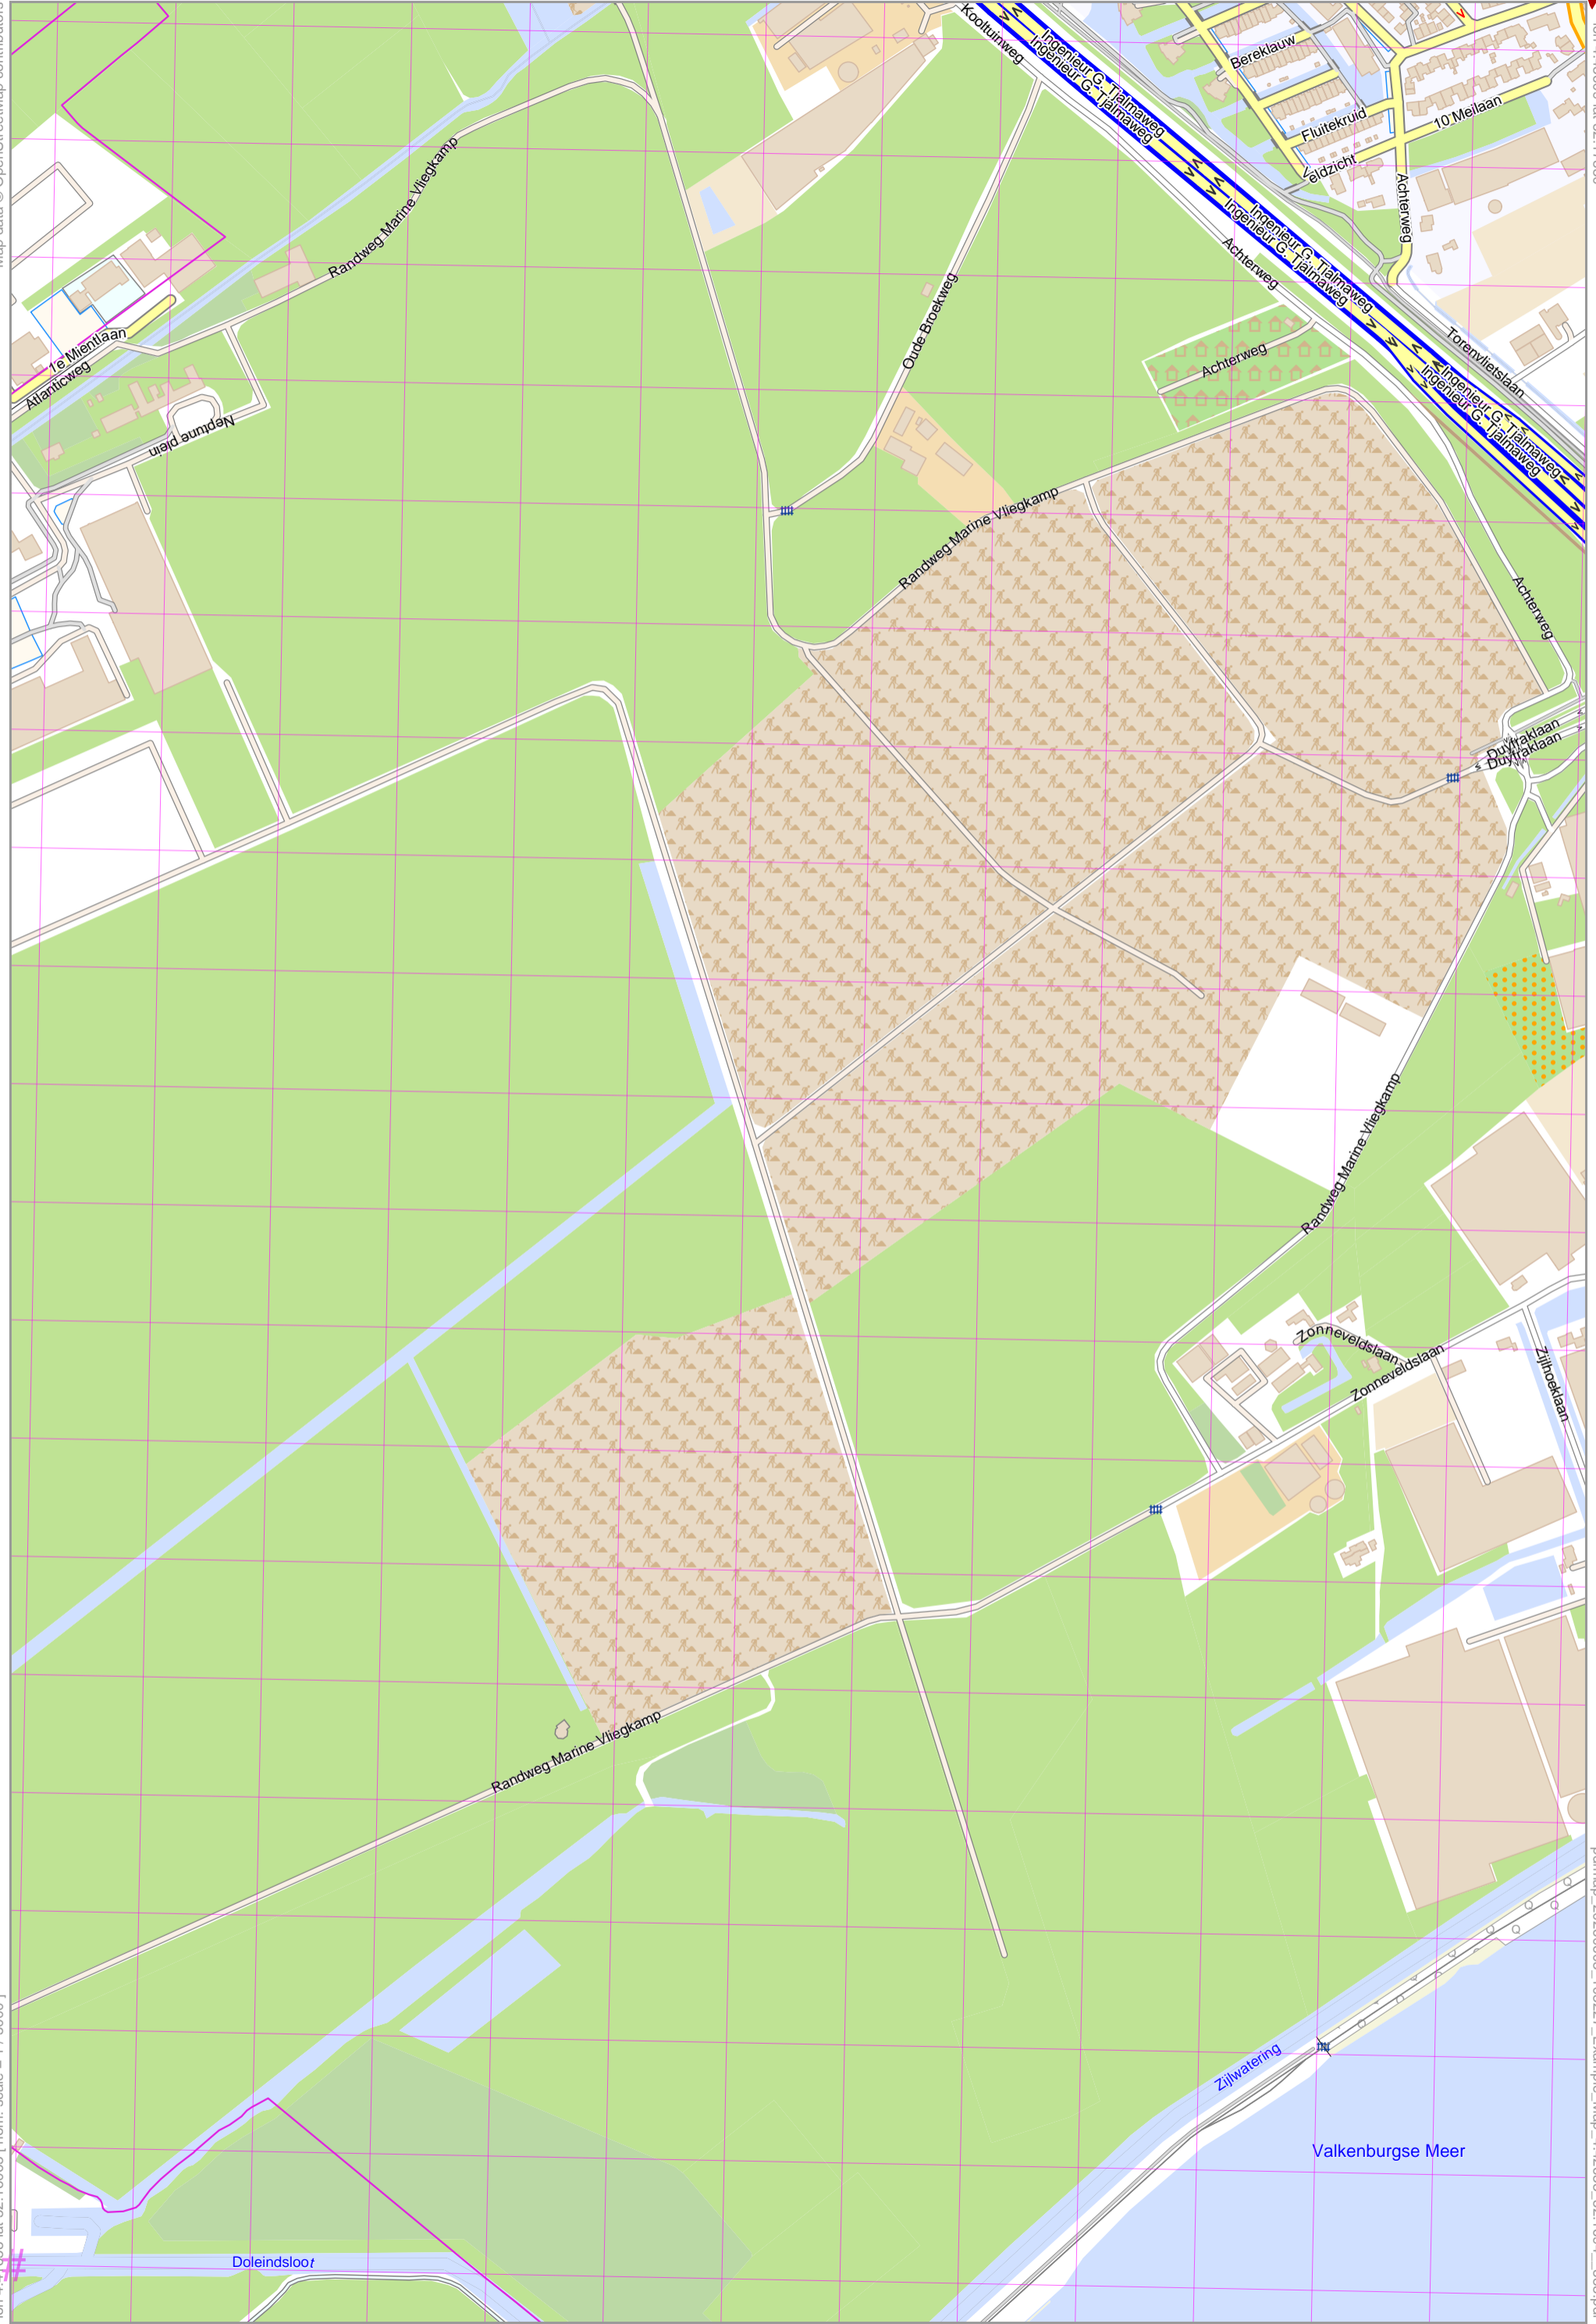 Kooltuinweg
Ingenieur G. Tjalmaweg
Ingenieur G. Tjalmaweg
Bereklauw
Fluitekruid
10 Meilaan
Veldzicht
Achterweg
Randweg Marine Vliegkamp
Achterweg
Ingenieur G. Tjalmaweg
Ingenieur G. Tjalmaweg
Oude Broekweg
1e Mientlaan
Atlanticweg
Achterweg
Torenvlietslaan
Ingenieur G. Tjalmaweg
Ingenieur G. Tjalmaweg
Neptune plein
Randweg Marine Vliegkamp
Achterweg
Duyfraklaan
Duyfraklaan
Randweg Marine Vliegkamp
Zonneveldslaan
Zonneveldslaan
Zijlhoeklaan
Randweg Marine Vliegkamp
Zijlwatering
Valkenburgse Meer
Doleindsloot
#